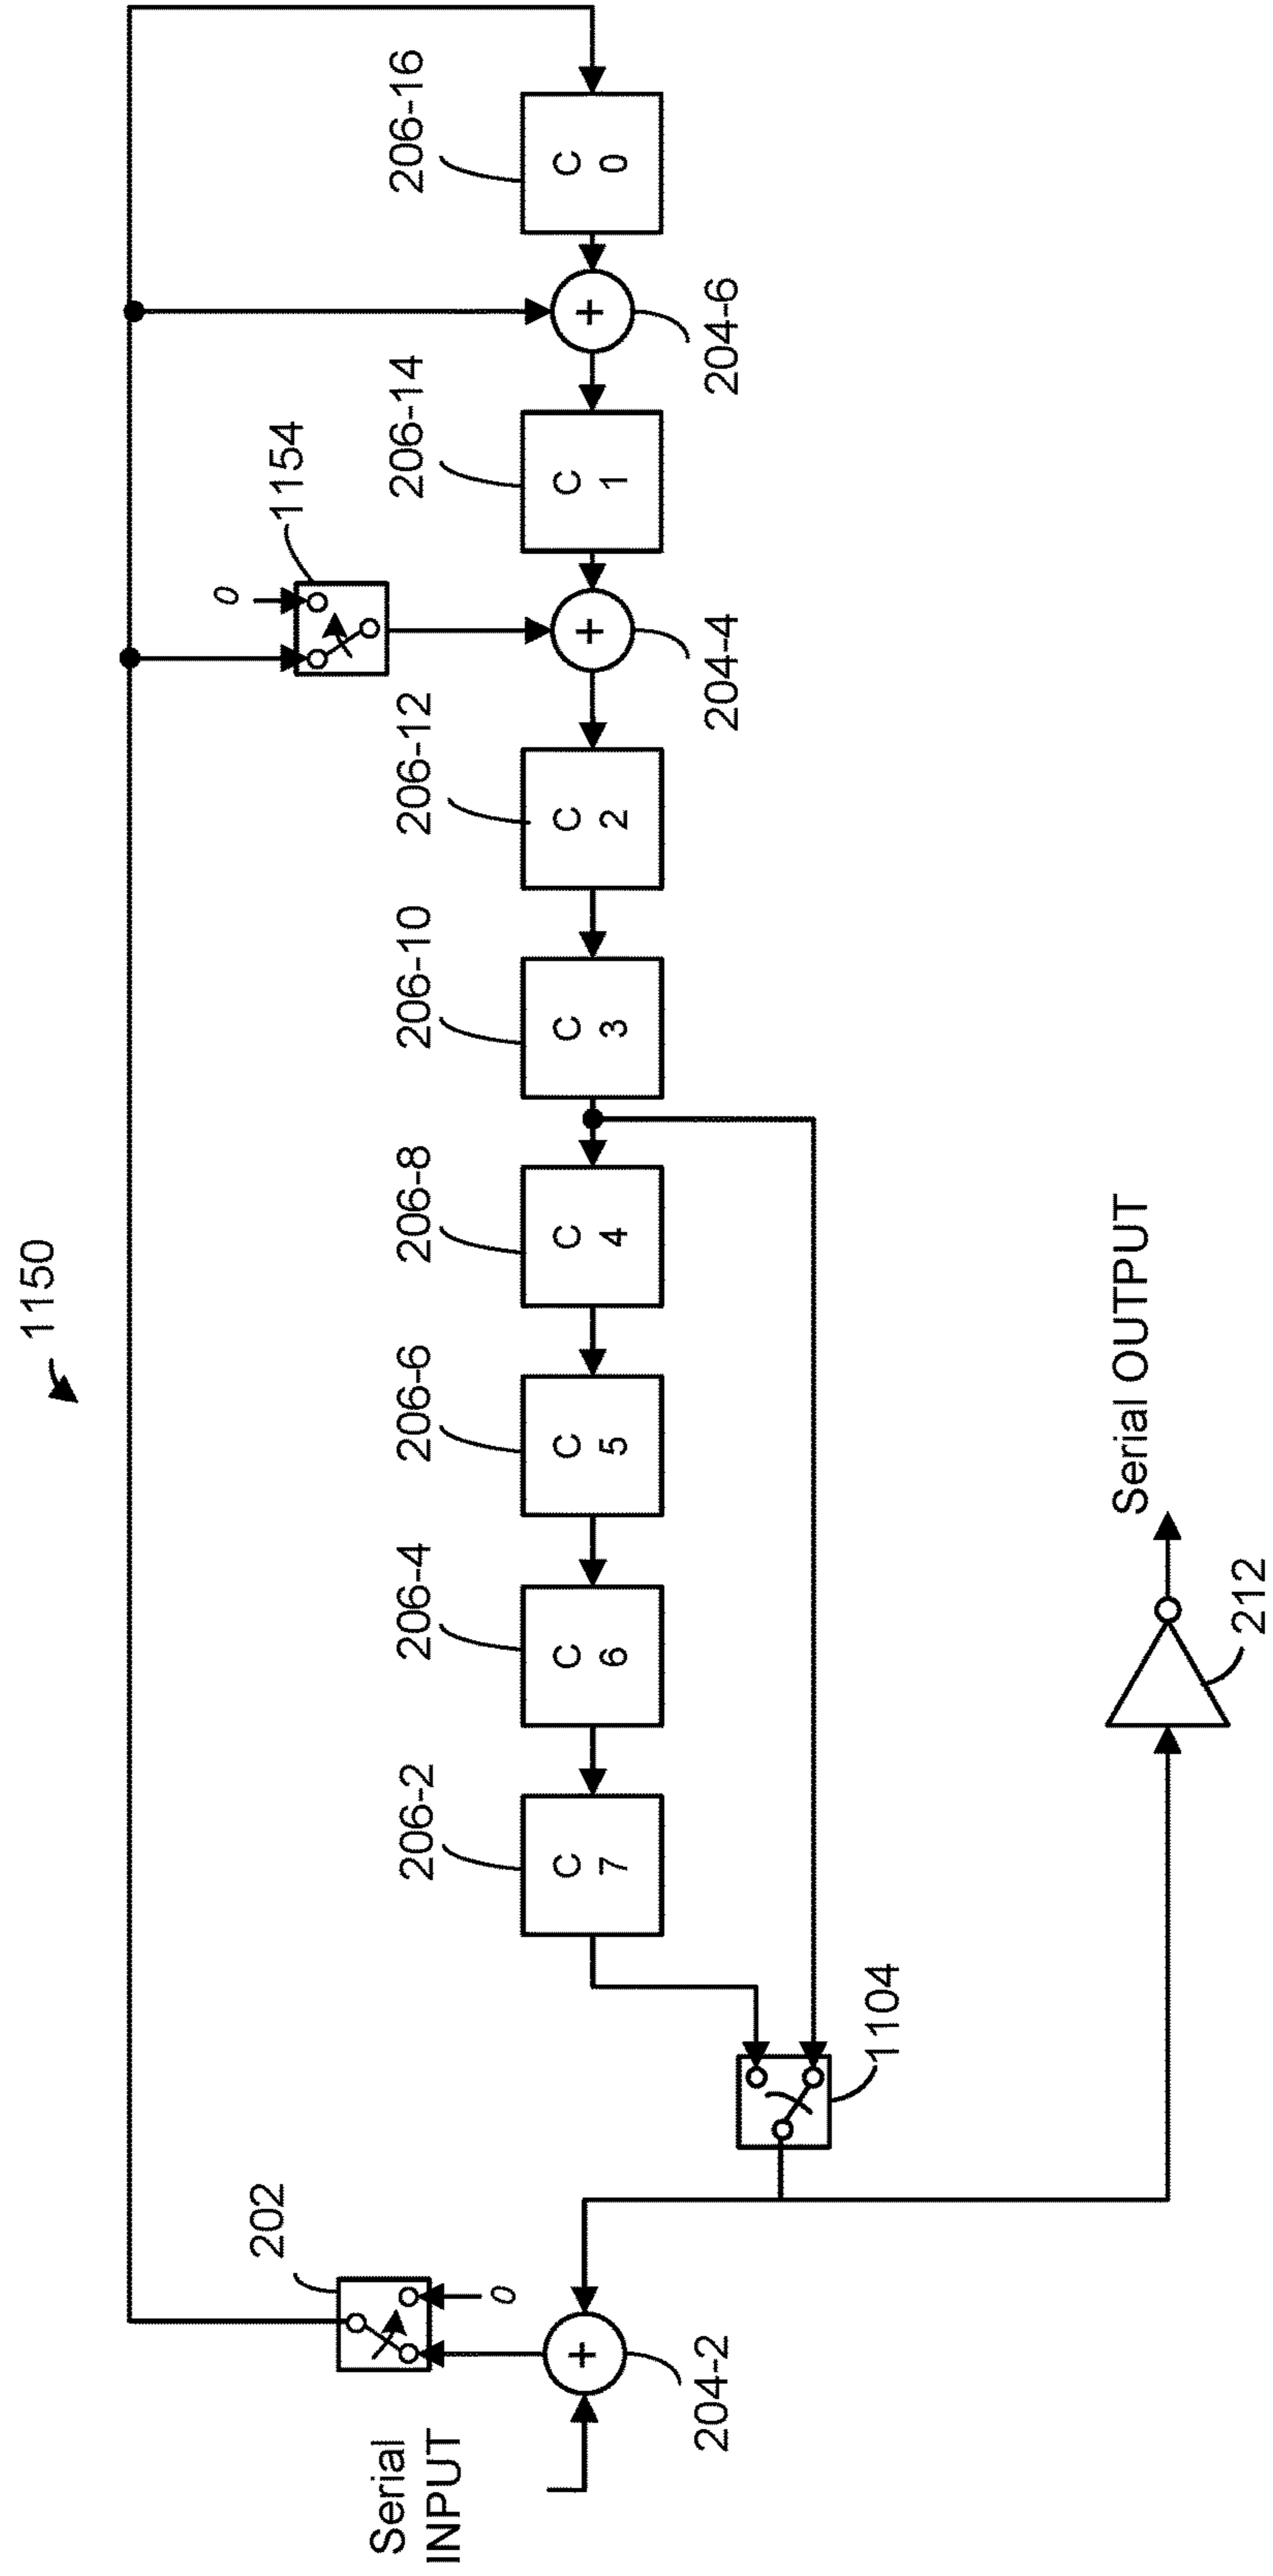 1150
Serial
INPUT
202
0
204-2
1104
206-2
C
7
206-4
C
6
206-6
C
5
206-8
C
4
206-10
C
3
206-12
C
2
1154
0
204-4
206-14
C
1
204-6
206-16
C
0
212
Serial OUTPUT